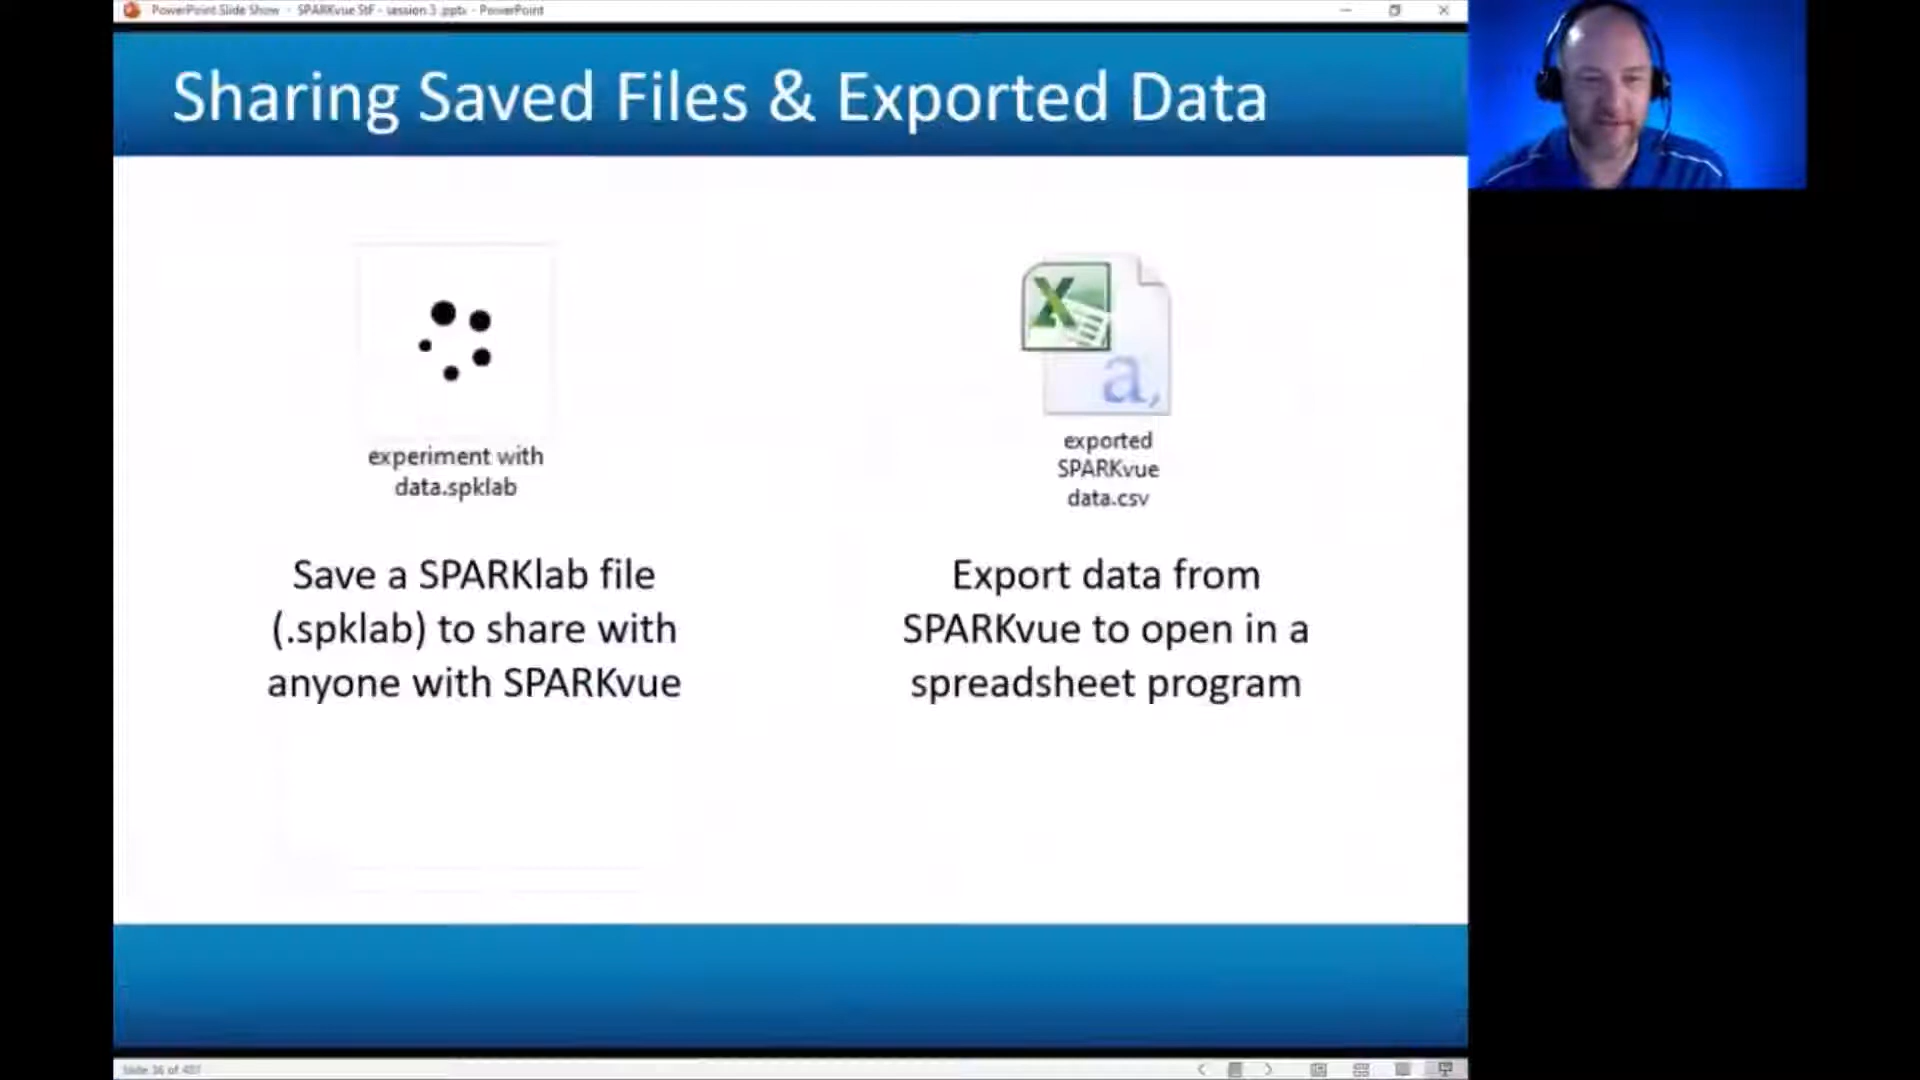 PowerPoint Slide Show - SPARKvue StF - session 3 .pptx - PowerPoint
Sharing Saved Files & Exported Data
experiment with
data.spklab
exported
SPARKvue
data.csv
a,
Save a SPARKlab file
(.spklab) to share with
anyone with SPARKvue
Export data from
SPARKvue to open in a
spreadsheet program